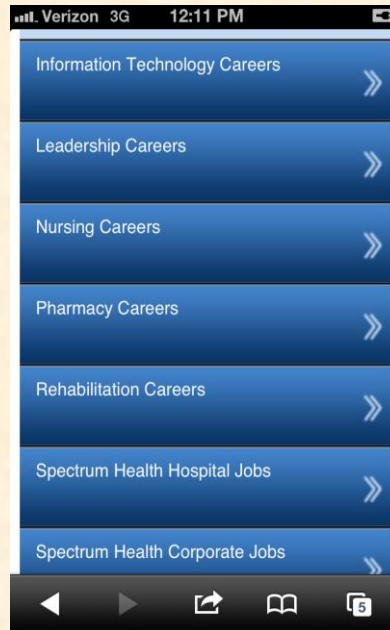 Verizon 3G 12:11 PM
Information Technology Careers
Leadership Careers
Nursing Careers
Pharmacy Careers
Rehabilitation Careers
Spectrum Health Hospital Jobs
Spectrum Health Corporate Jobs
5